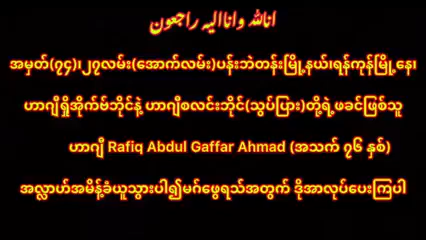 اناللہ واناالیہ راجعون
အမှတ်(၇၄)၊၂၇လမ်း(အောက်လမ်း)ပန်းဘဲတန်းမြို့နယ်၊ရန်ကုန်မြို့နေ၊
ဟာဂျီရှိအိုက်ဗ်ဘိုင်နဲ့ ဟာဂျီစလင်းဘိုင်(သွပ်ပြား)တို့ရဲ့ဖခင်ဖြစ်သူ
ဟာဂျီ Rafiq Abdul Gaffar Ahmad (အသက် ၇၆ နှစ်)
အလ္လာဟ်အမိန့်ခံယူသွားပါ၍မဂ်ဖွေရသ်အတွက် ဒိုအာလုပ်ပေးကြပါ